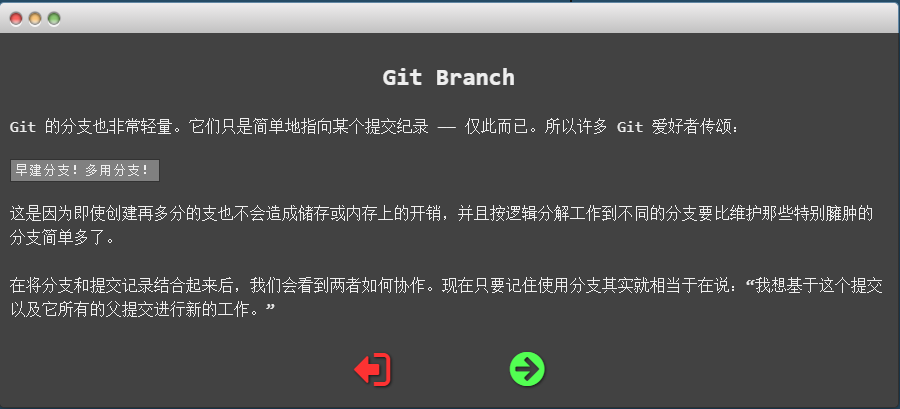 Git Branch
Git 的分支也非常轻量。它们只是简单地指向某个提交纪录 —— 仅此而已。所以许多 Git 爱好者传颂：
早建分支！多用分支！
这是因为即使创建再多分的支也不会造成储存或内存上的开销，并且按逻辑分解工作到不同的分支要比维护那些特别臃肿的
分支简单多了。
在将分支和提交记录结合起来后，我们会看到两者如何协作。现在只要记住使用分支其实就相当于在说：“我想基于这个提交
以及它所有的父提交进行新的工作。”